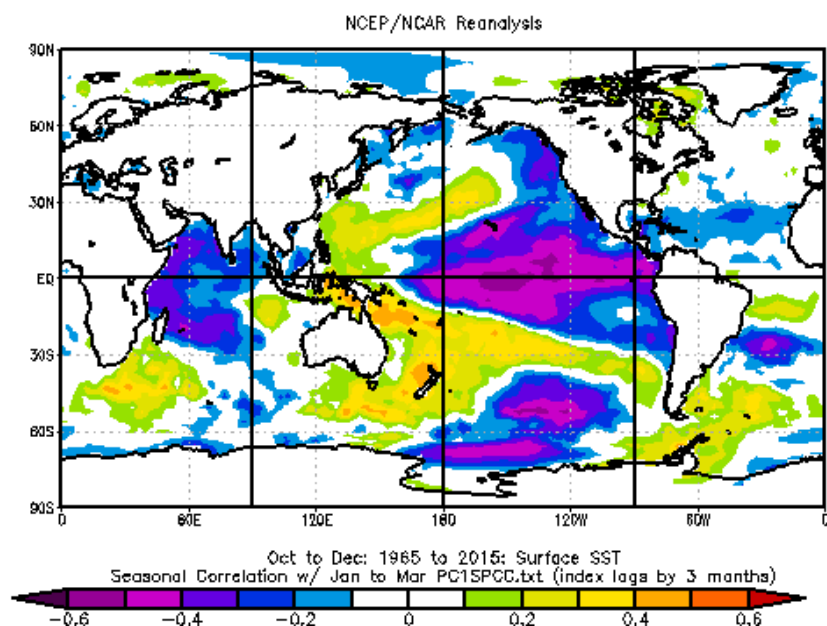 NCEP/NCAR Reanalysis
90N
60N
30N
EQ
30S
60S
90S
0 60E 120E 180 120W 60W 0
Oct to Dec: 1965 to 2015: Surface SST
Seasonal Correlation w/ Jan to Mar PC1SPCC.txt (index lags by 3 months)
-0.6 -0.4 -0.2 0 0.2 0.4 0.6